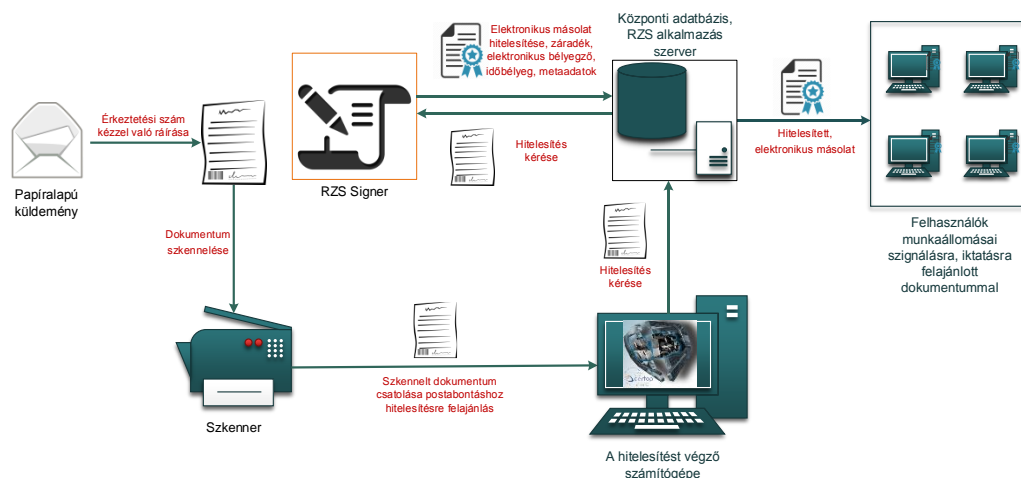 Papíralapú
küldemény
Érkeztetési szám
kézzel való ráírása
Dokumentum
szkennelése
Szkenner
Szkennelt dokumentum
csatolása postabontáshoz
hitelesítésre felajánlás
A hitelesítést végző
számítógépe
Hitelesítés
kérése
Hitelesítés
kérése
RZS Signer
Elektronikus másolat
hitelesítése, záradék,
elektronikus bélyegző,
időbélyeg, metaadatok
Központi adatbázis,
RZS alkalmazás
szerver
Hitelesített,
elektronikus másolat
Felhasználók
munkaállomásai
szignálásra, iktatásra
felajánlott
dokumentummal